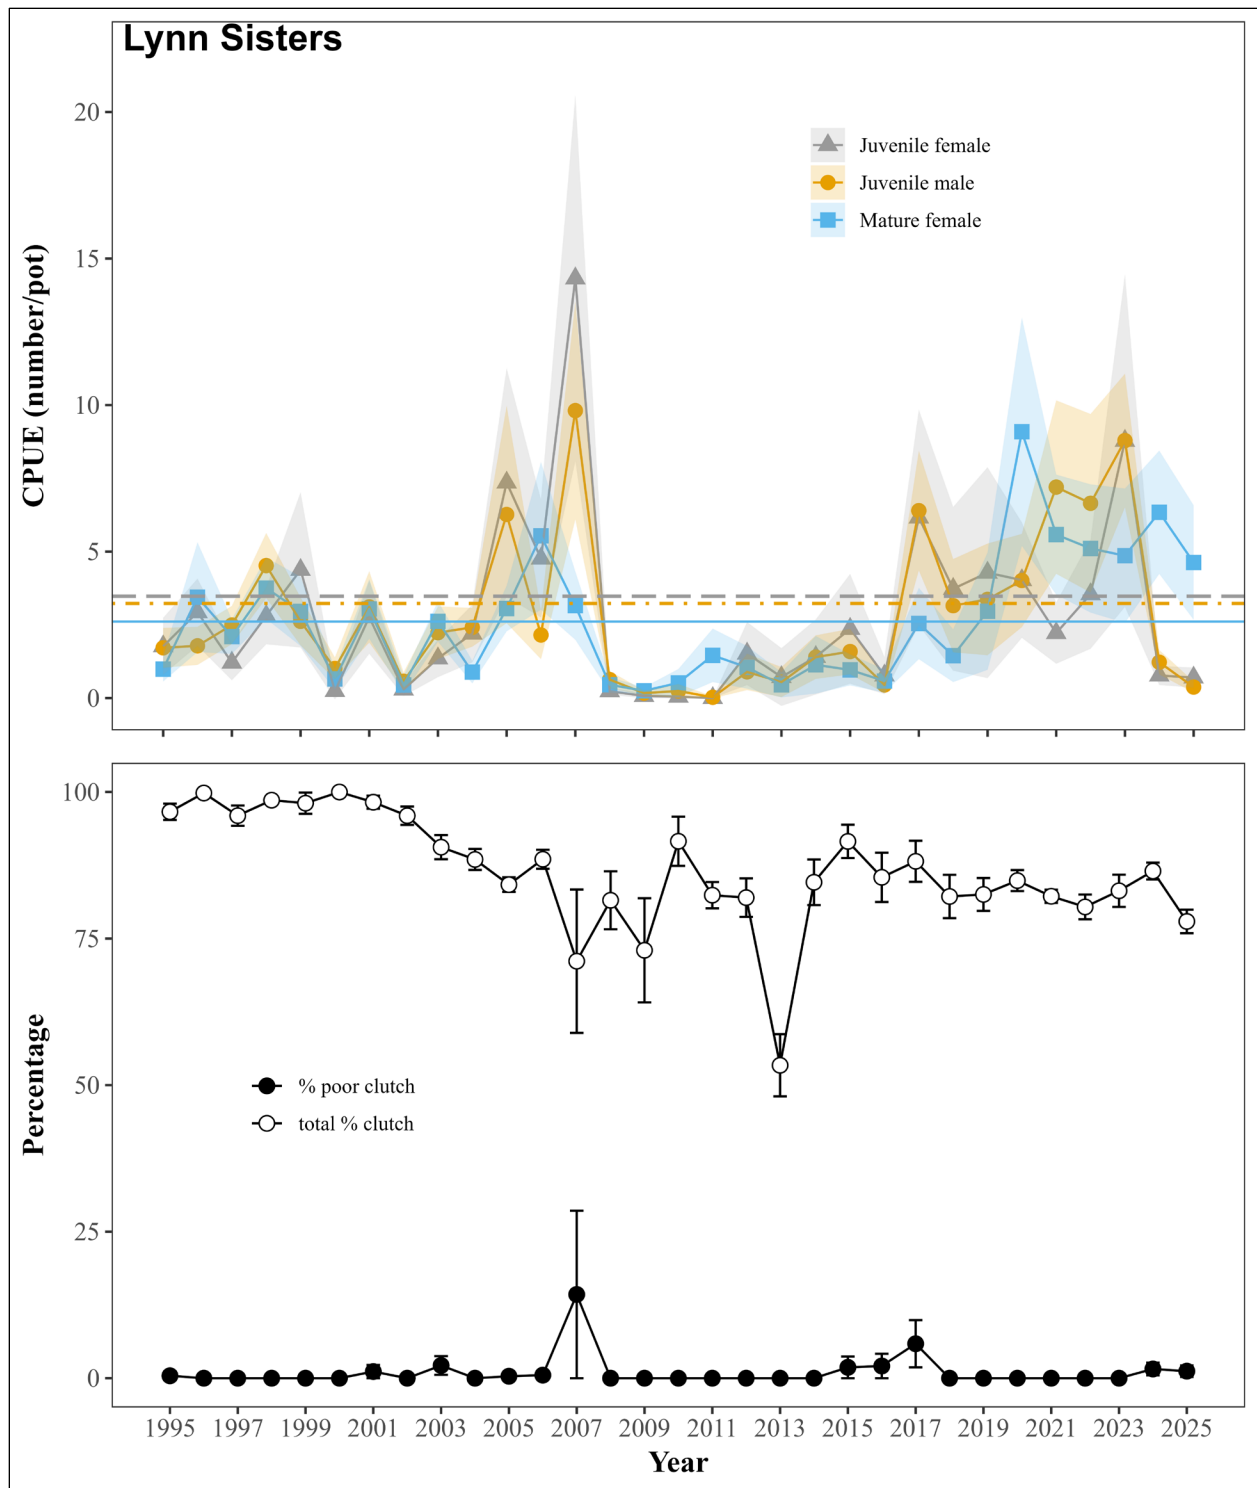 Lynn Sisters
CPUE (number/pot)
20
15
10
5
0
Juvenile female
Juvenile male
Mature female
Percentage
100
75
50
25
0
% poor clutch
total % clutch
1995 1997 1999 2001 2003 2005 2007 2009 2011 2013 2015 2017 2019 2021 2023 2025
Year